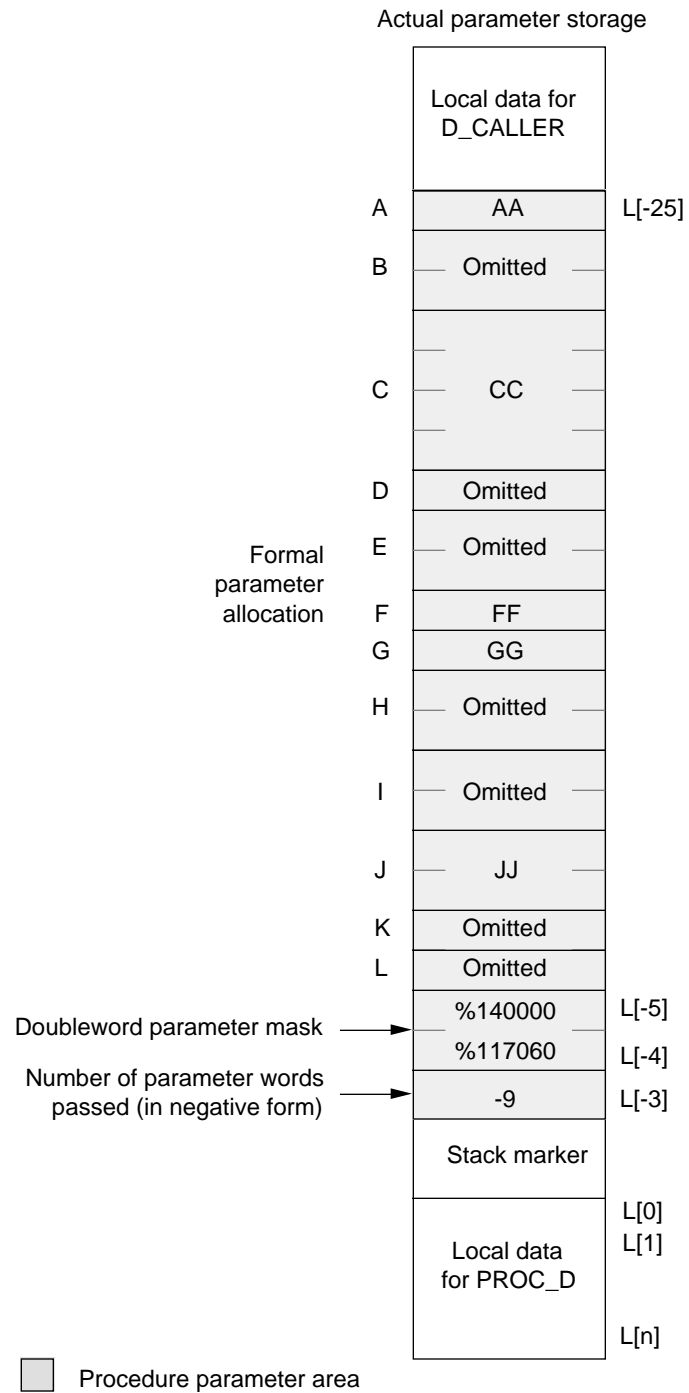 Actual parameter storage
Local data for
D_CALLER
A AA L[-25]
B Omitted
C CC
D Omitted
E Omitted
Formal
parameter
allocation
F FF
G GG
H Omitted
I Omitted
J JJ
K Omitted
L Omitted
%140000 L[-5]
Doubleword parameter mask
%117060 L[-4]
Number of parameter words
passed (in negative form)
-9 L[-3]
Stack marker
L[0]
L[1]
Local data
for PROC_D
L[n]
Procedure parameter area